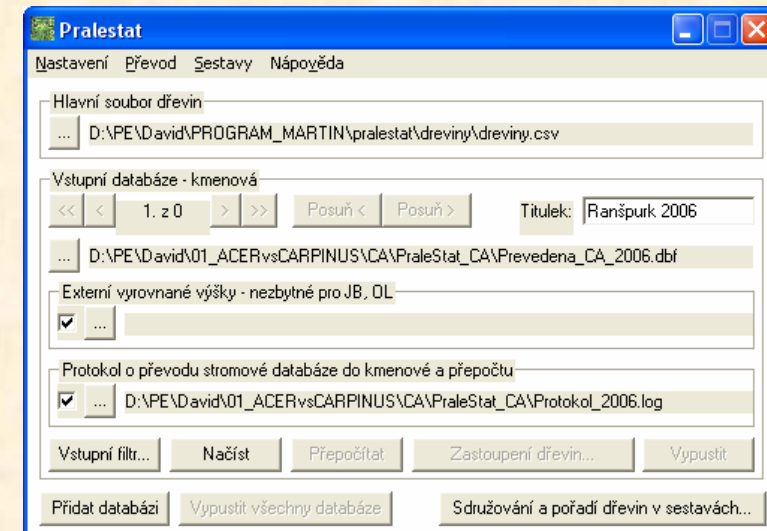 Pralestat
Nastavení Převod Sestavy Nápověda
Hlavní soubor dřevin
... D:\PE\David\PROGRAM_MARTIN\pralestat\dreviny\dreviny.csv
Vstupní databáze - kmenová
<< < 1. z 0 > >> Posuň < Posuň > Titulek: Ranšpurk 2006
... D:\PE\David\01_ACERvsCARPINUS\CA\PraleStat_CA\Prevedena_CA_2006.dbf
Externí vyrovnané výšky - nezbytné pro JB, OL
...
Protokol o převodu stromové databáze do kmenové a přepočtu
... D:\PE\David\01_ACERvsCARPINUS\CA\PraleStat_CA\Protokol_2006.log
Vstupní filtr... Načíst Přepočítat Zastoupení dřevin... Vypustit
Přidat databázi Vypustit všechny databáze Sdružování a pořadí dřevin v sestavách...